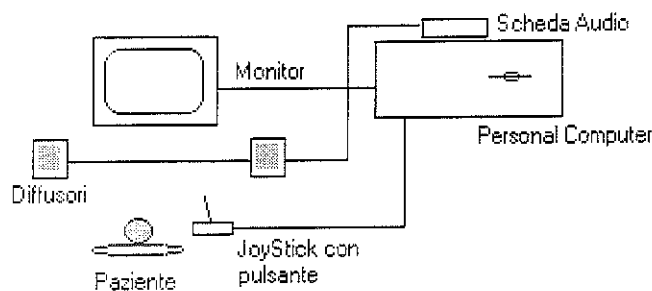 Scheda Audio
Monitor
Personal Computer
Diffusori
JoyStick con
pulsante
Paziente